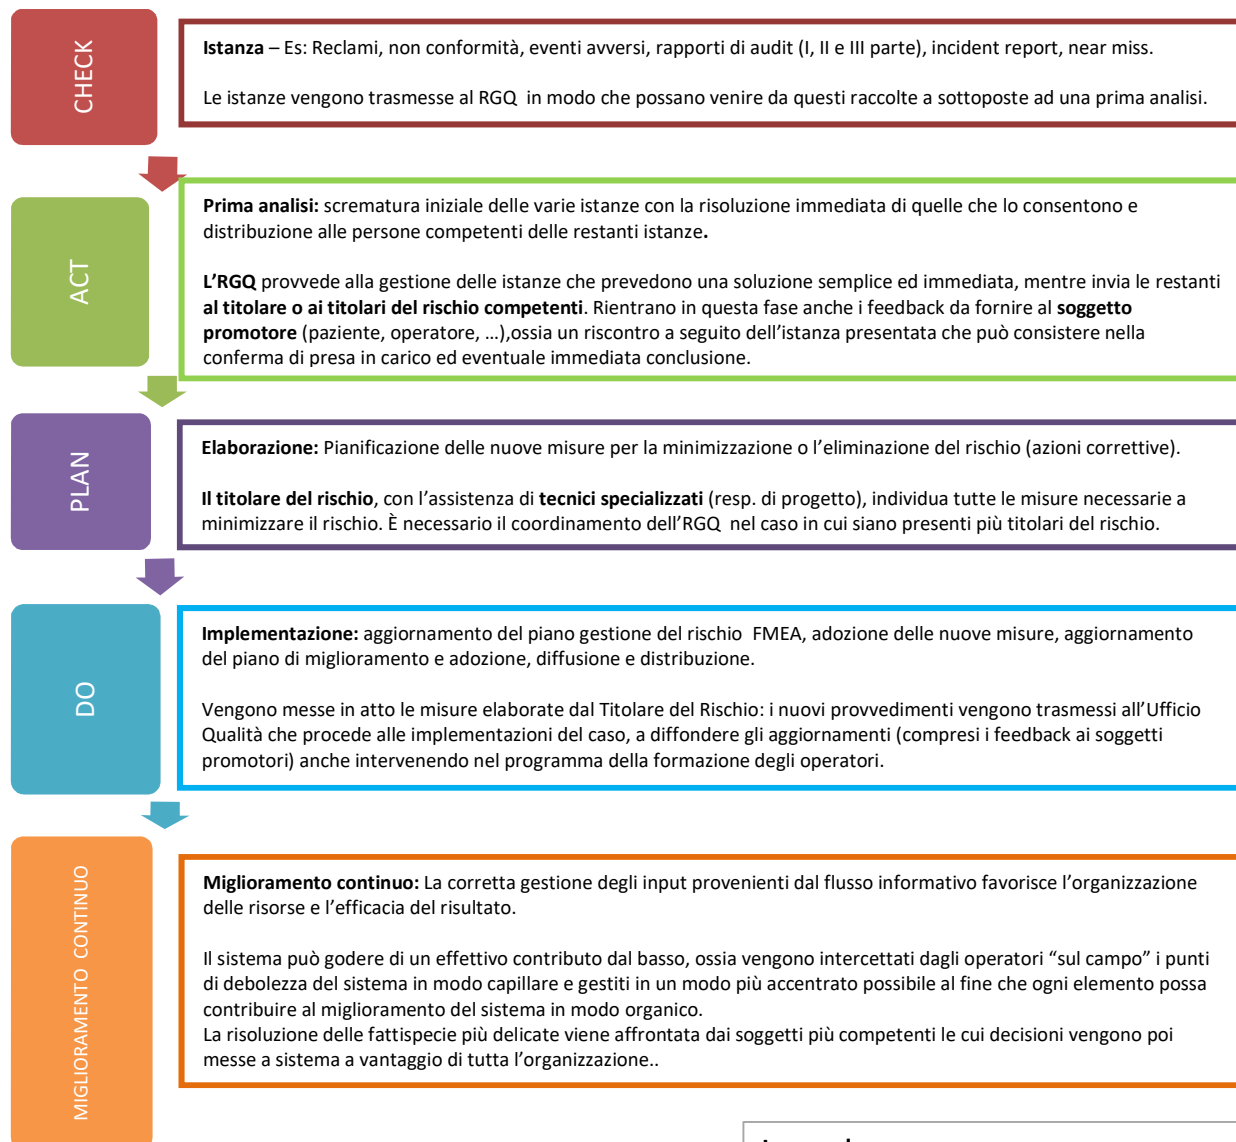 CHECK
Istanza – Es: Reclami, non conformità, eventi avversi, rapporti di audit (I, II e III parte), incident report, near miss.
Le istanze vengono trasmesse al RGQ in modo che possano venire da questi raccolte a sottoposte ad una prima analisi.
ACT
Prima analisi: scrematura iniziale delle varie istanze con la risoluzione immediata di quelle che lo consentono e
distribuzione alle persone competenti delle restanti istanze.
L’RGQ provvede alla gestione delle istanze che prevedono una soluzione semplice ed immediata, mentre invia le restanti
al titolare o ai titolari del rischio competenti. Rientrano in questa fase anche i feedback da fornire al soggetto
promotore (paziente, operatore, …),ossia un riscontro a seguito dell’istanza presentata che può consistere nella
conferma di presa in carico ed eventuale immediata conclusione.
PLAN
Elaborazione: Pianificazione delle nuove misure per la minimizzazione o l’eliminazione del rischio (azioni correttive).
Il titolare del rischio, con l’assistenza di tecnici specializzati (resp. di progetto), individua tutte le misure necessarie a
minimizzare il rischio. È necessario il coordinamento dell’RGQ nel caso in cui siano presenti più titolari del rischio.
DO
Implementazione: aggiornamento del piano gestione del rischio FMEA, adozione delle nuove misure, aggiornamento
del piano di miglioramento e adozione, diffusione e distribuzione.
Vengono messe in atto le misure elaborate dal Titolare del Rischio: i nuovi provvedimenti vengono trasmessi all’Ufficio
Qualità che procede alle implementazioni del caso, a diffondere gli aggiornamenti (compresi i feedback ai soggetti
promotori) anche intervenendo nel programma della formazione degli operatori.
MIGLIORAMENTO CONTINUO
Miglioramento continuo: La corretta gestione degli input provenienti dal flusso informativo favorisce l’organizzazione
delle risorse e l’efficacia del risultato.
Il sistema può godere di un effettivo contributo dal basso, ossia vengono intercettati dagli operatori “sul campo” i punti
di debolezza del sistema in modo capillare e gestiti in un modo più accentrato possibile al fine che ogni elemento possa
contribuire al miglioramento del sistema in modo organico.
La risoluzione delle fattispecie più delicate viene affrontata dai soggetti più competenti le cui decisioni vengono poi
messe a sistema a vantaggio di tutta l’organizzazione..